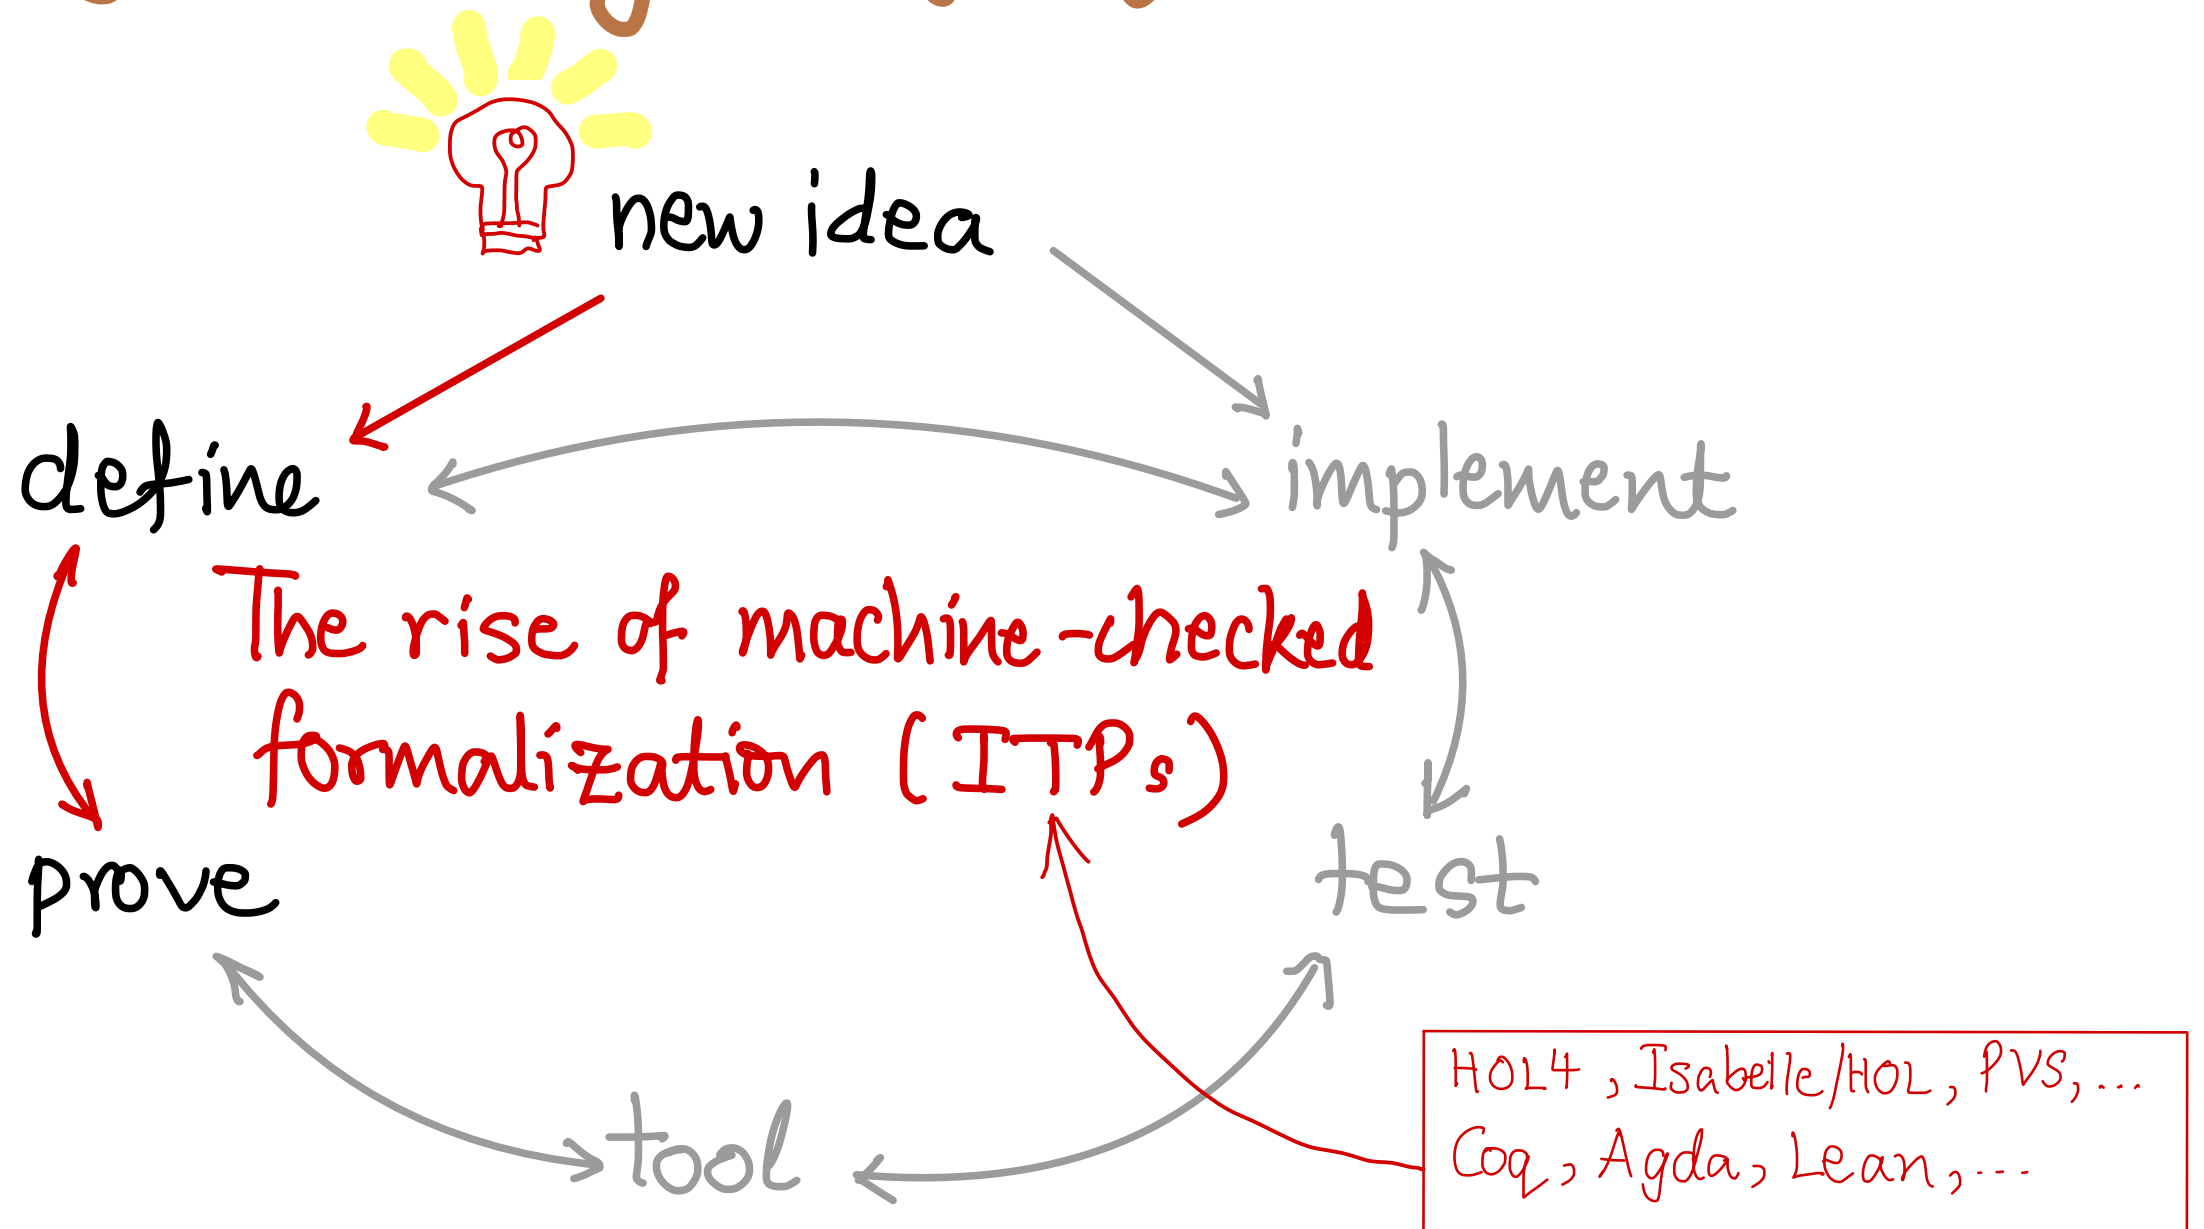 new idea
define
implement
The rise of machine-checked
formalization (ITPs)
prove
test
tool
HOL4, Isabelle/HOL, PVS, ...
Coq, Agda, Lean, ...